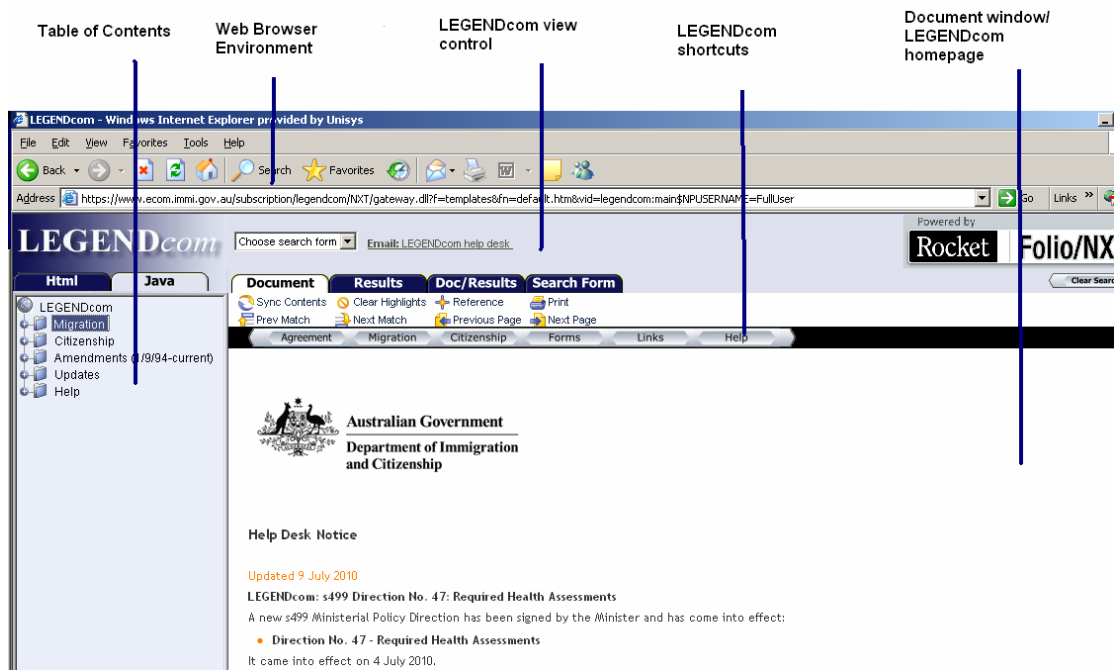 Table of Contents
Web Browser
Environment
LEGENDcom view
control
LEGENDcom
shortcuts
Document window/
LEGENDcom
homepage
LEGENDcom - Windows Internet Explorer provided by Unisys
File Edit View Favorites Tools Help
Back Search Favorites
Address https://www.ecom.immi.gov.au/subscription/legendcom/NXT/gateway.dll?f=templates&fn=default.htm&vid=legendcom:main$NPUSERNAME=FullUser Go Links »
LEGENDcom
Choose search form Email: LEGENDcom help desk
Powered by
Rocket Folio/NX
Html Java
Document Results Doc/Results Search Form
Clear Searc
Sync Contents Clear Highlights Reference Print
Prev Match Next Match Previous Page Next Page
Agreement Migration Citizenship Forms Links Help
LEGENDcom
Migration
Citizenship
Amendments (1/9/94-current)
Updates
Help
Australian Government
Department of Immigration
and Citizenship
Help Desk Notice
Updated 9 July 2010
LEGENDcom: s499 Direction No. 47: Required Health Assessments
A new s499 Ministerial Policy Direction has been signed by the Minister and has come into effect:
• Direction No. 47 - Required Health Assessments
It came into effect on 4 July 2010.